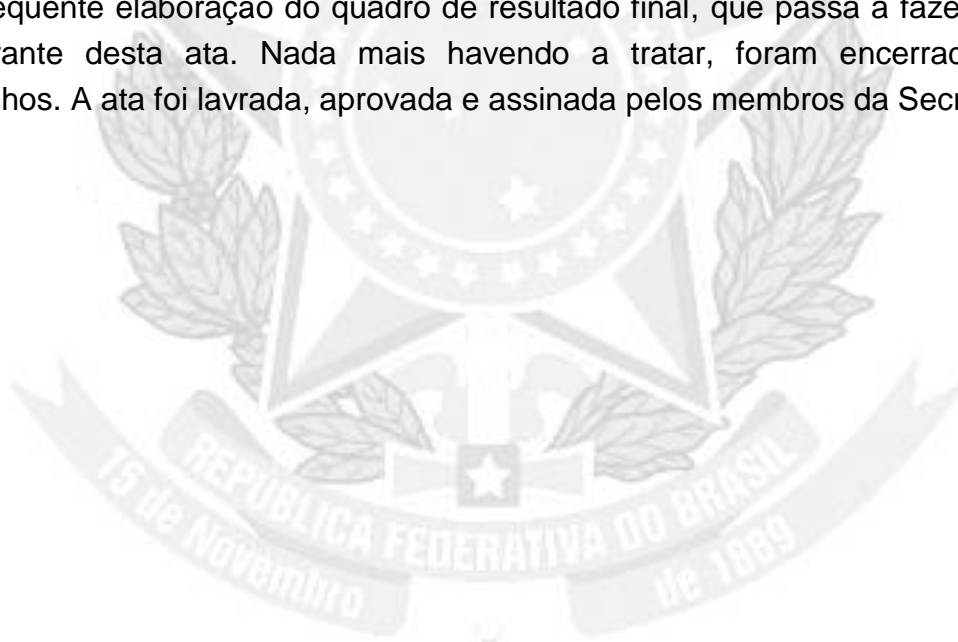 equente elaboração do quadro de resultado final, que passa a faze
rante desta ata. Nada mais havendo a tratar, foram encerrad
lhos. A ata foi lavrada, aprovada e assinada pelos membros da Secr
REPÚBLICA FEDERATIVA DO BRASIL
15 de Novembro de 1889